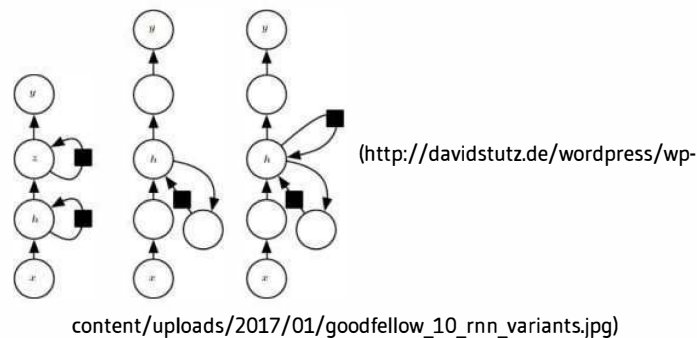 y
y
y
z
h
h
(http://davidstutz.de/wordpress/wp-
h
x
x
x
content/uploads/2017/01/goodfellow_10_rnn_variants.jpg)